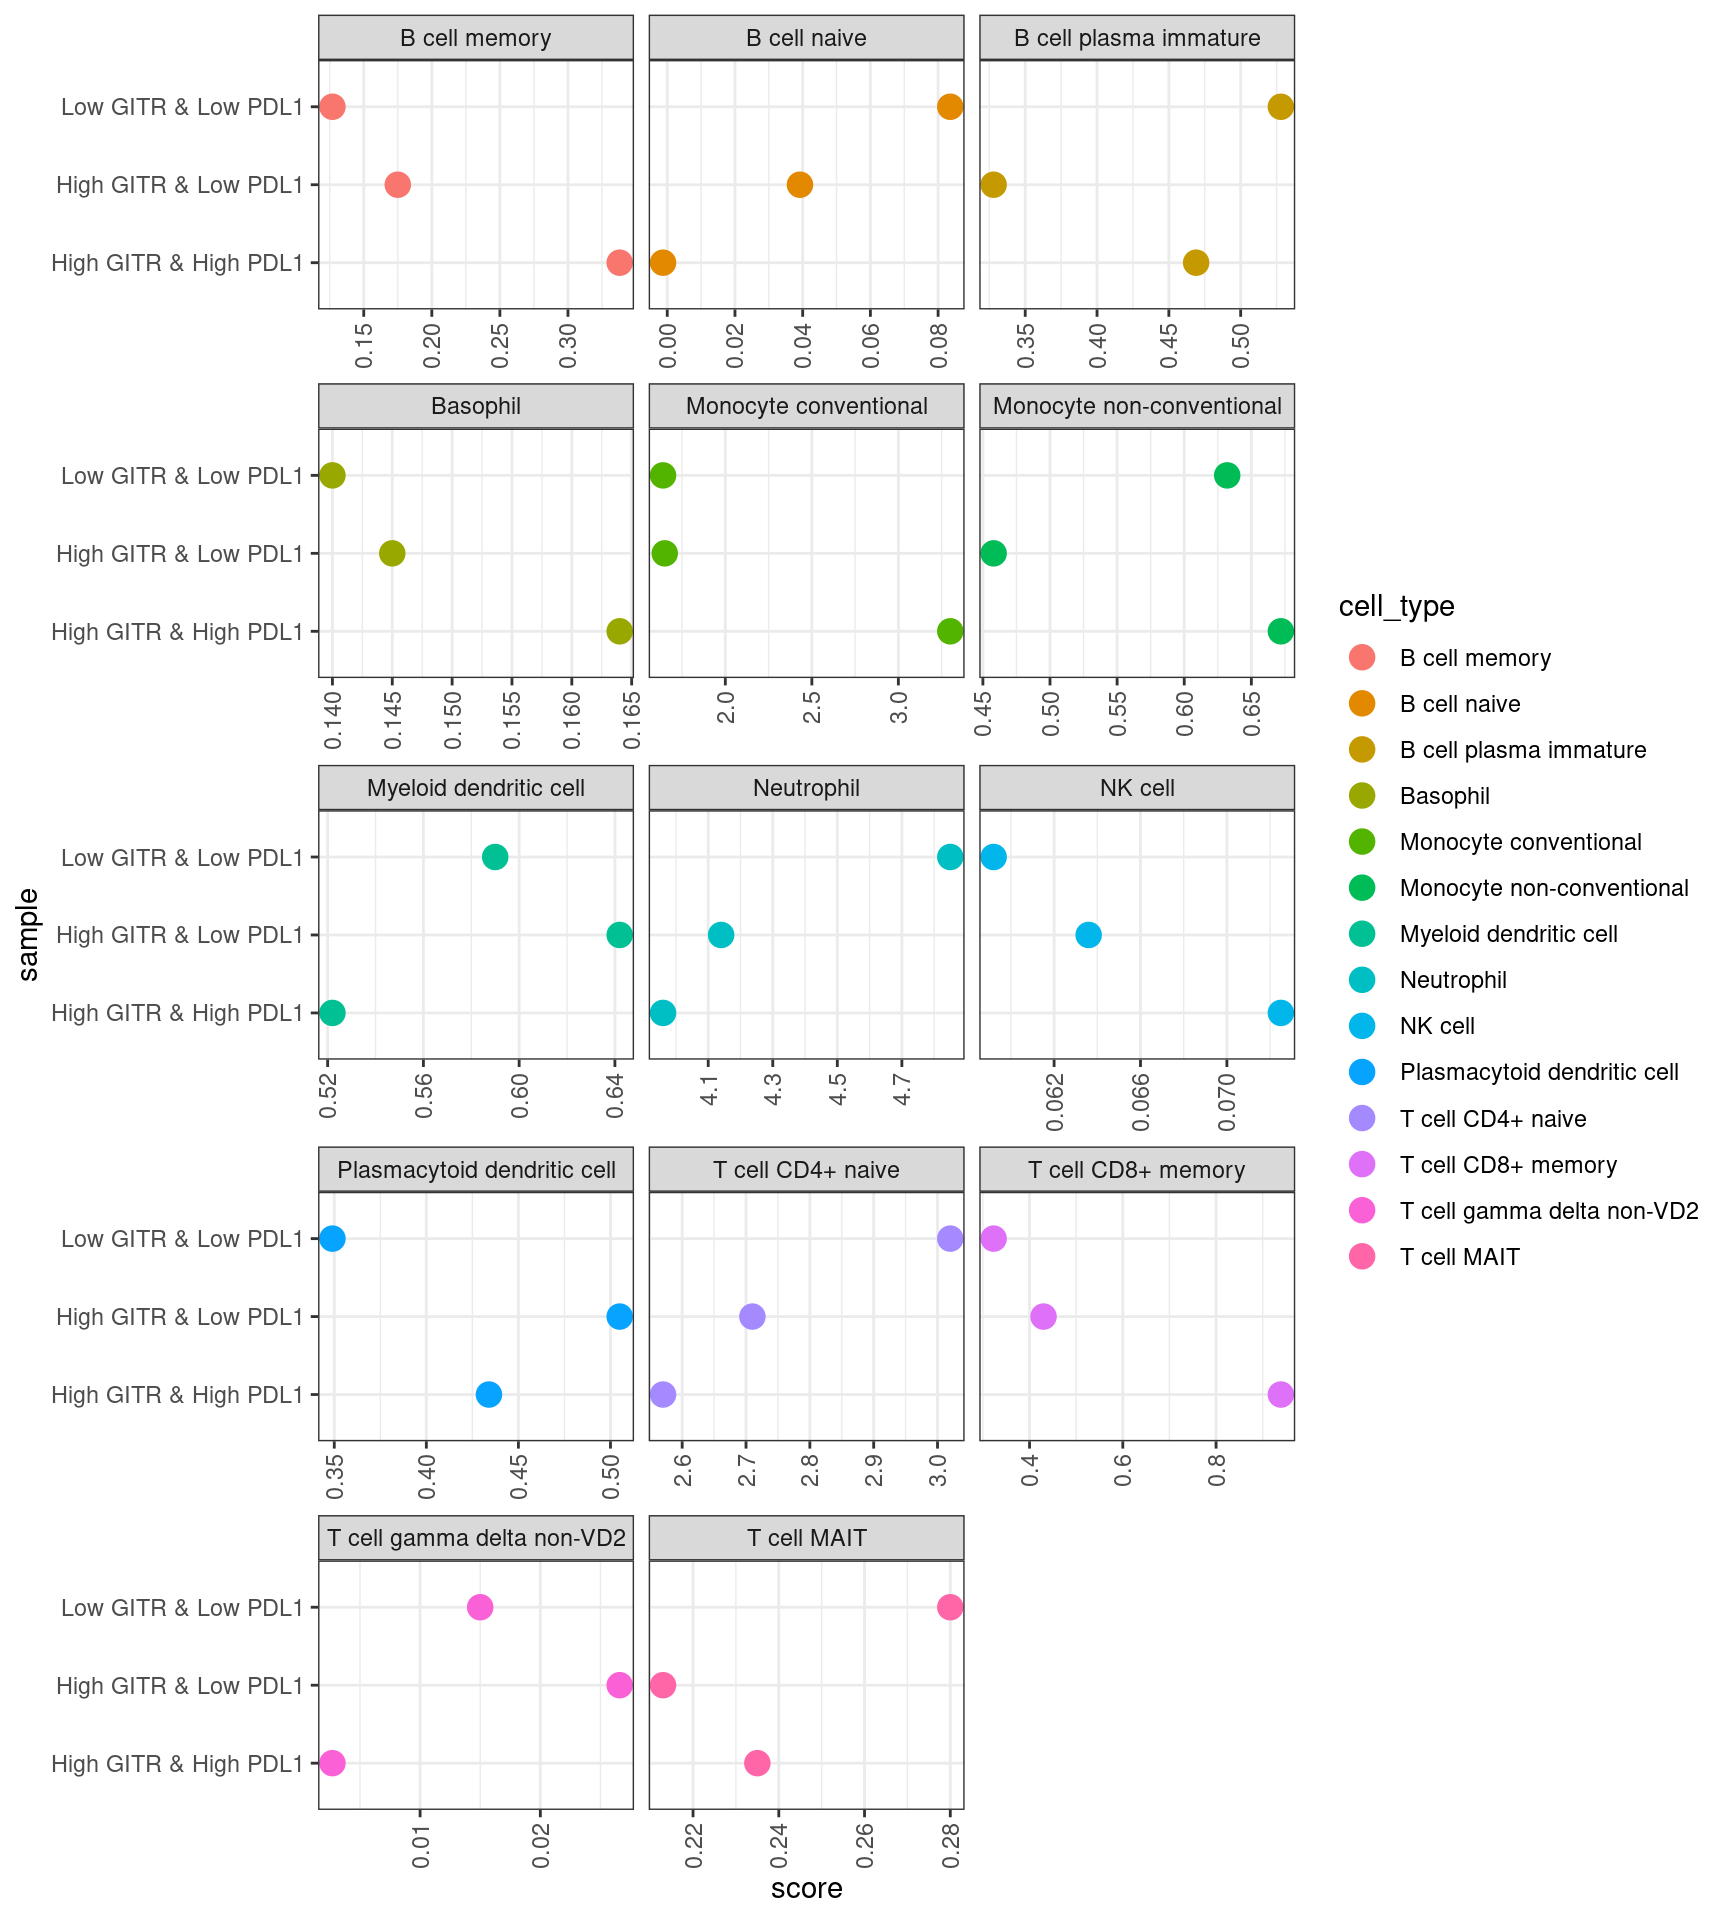 B cell memory
B cell naive
B cell plasma immature
Low GITR & Low PDL1
High GITR & Low PDL1
High GITR & High PDL1
0.15 0.20 0.25 0.30
0.00 0.02 0.04 0.06 0.08
0.35 0.40 0.45 0.50
Basophil
Monocyte conventional
Monocyte non-conventional
Low GITR & Low PDL1
High GITR & Low PDL1
High GITR & High PDL1
0.140 0.145 0.150 0.155 0.160 0.165
2.0 2.5 3.0
0.45 0.50 0.55 0.60 0.65
Myeloid dendritic cell
Neutrophil
NK cell
Low GITR & Low PDL1
High GITR & Low PDL1
High GITR & High PDL1
0.52 0.56 0.60 0.64
4.1 4.3 4.5 4.7
0.062 0.066 0.070
Plasmacytoid dendritic cell
T cell CD4+ naive
T cell CD8+ memory
Low GITR & Low PDL1
High GITR & Low PDL1
High GITR & High PDL1
0.35 0.40 0.45 0.50
2.6 2.7 2.8 2.9 3.0
0.4 0.6 0.8
T cell gamma delta non-VD2
T cell MAIT
Low GITR & Low PDL1
High GITR & Low PDL1
High GITR & High PDL1
0.01 0.02
0.22 0.24 0.26 0.28
score
sample
cell_type
B cell memory
B cell naive
B cell plasma immature
Basophil
Monocyte conventional
Monocyte non-conventional
Myeloid dendritic cell
Neutrophil
NK cell
Plasmacytoid dendritic cell
T cell CD4+ naive
T cell CD8+ memory
T cell gamma delta non-VD2
T cell MAIT